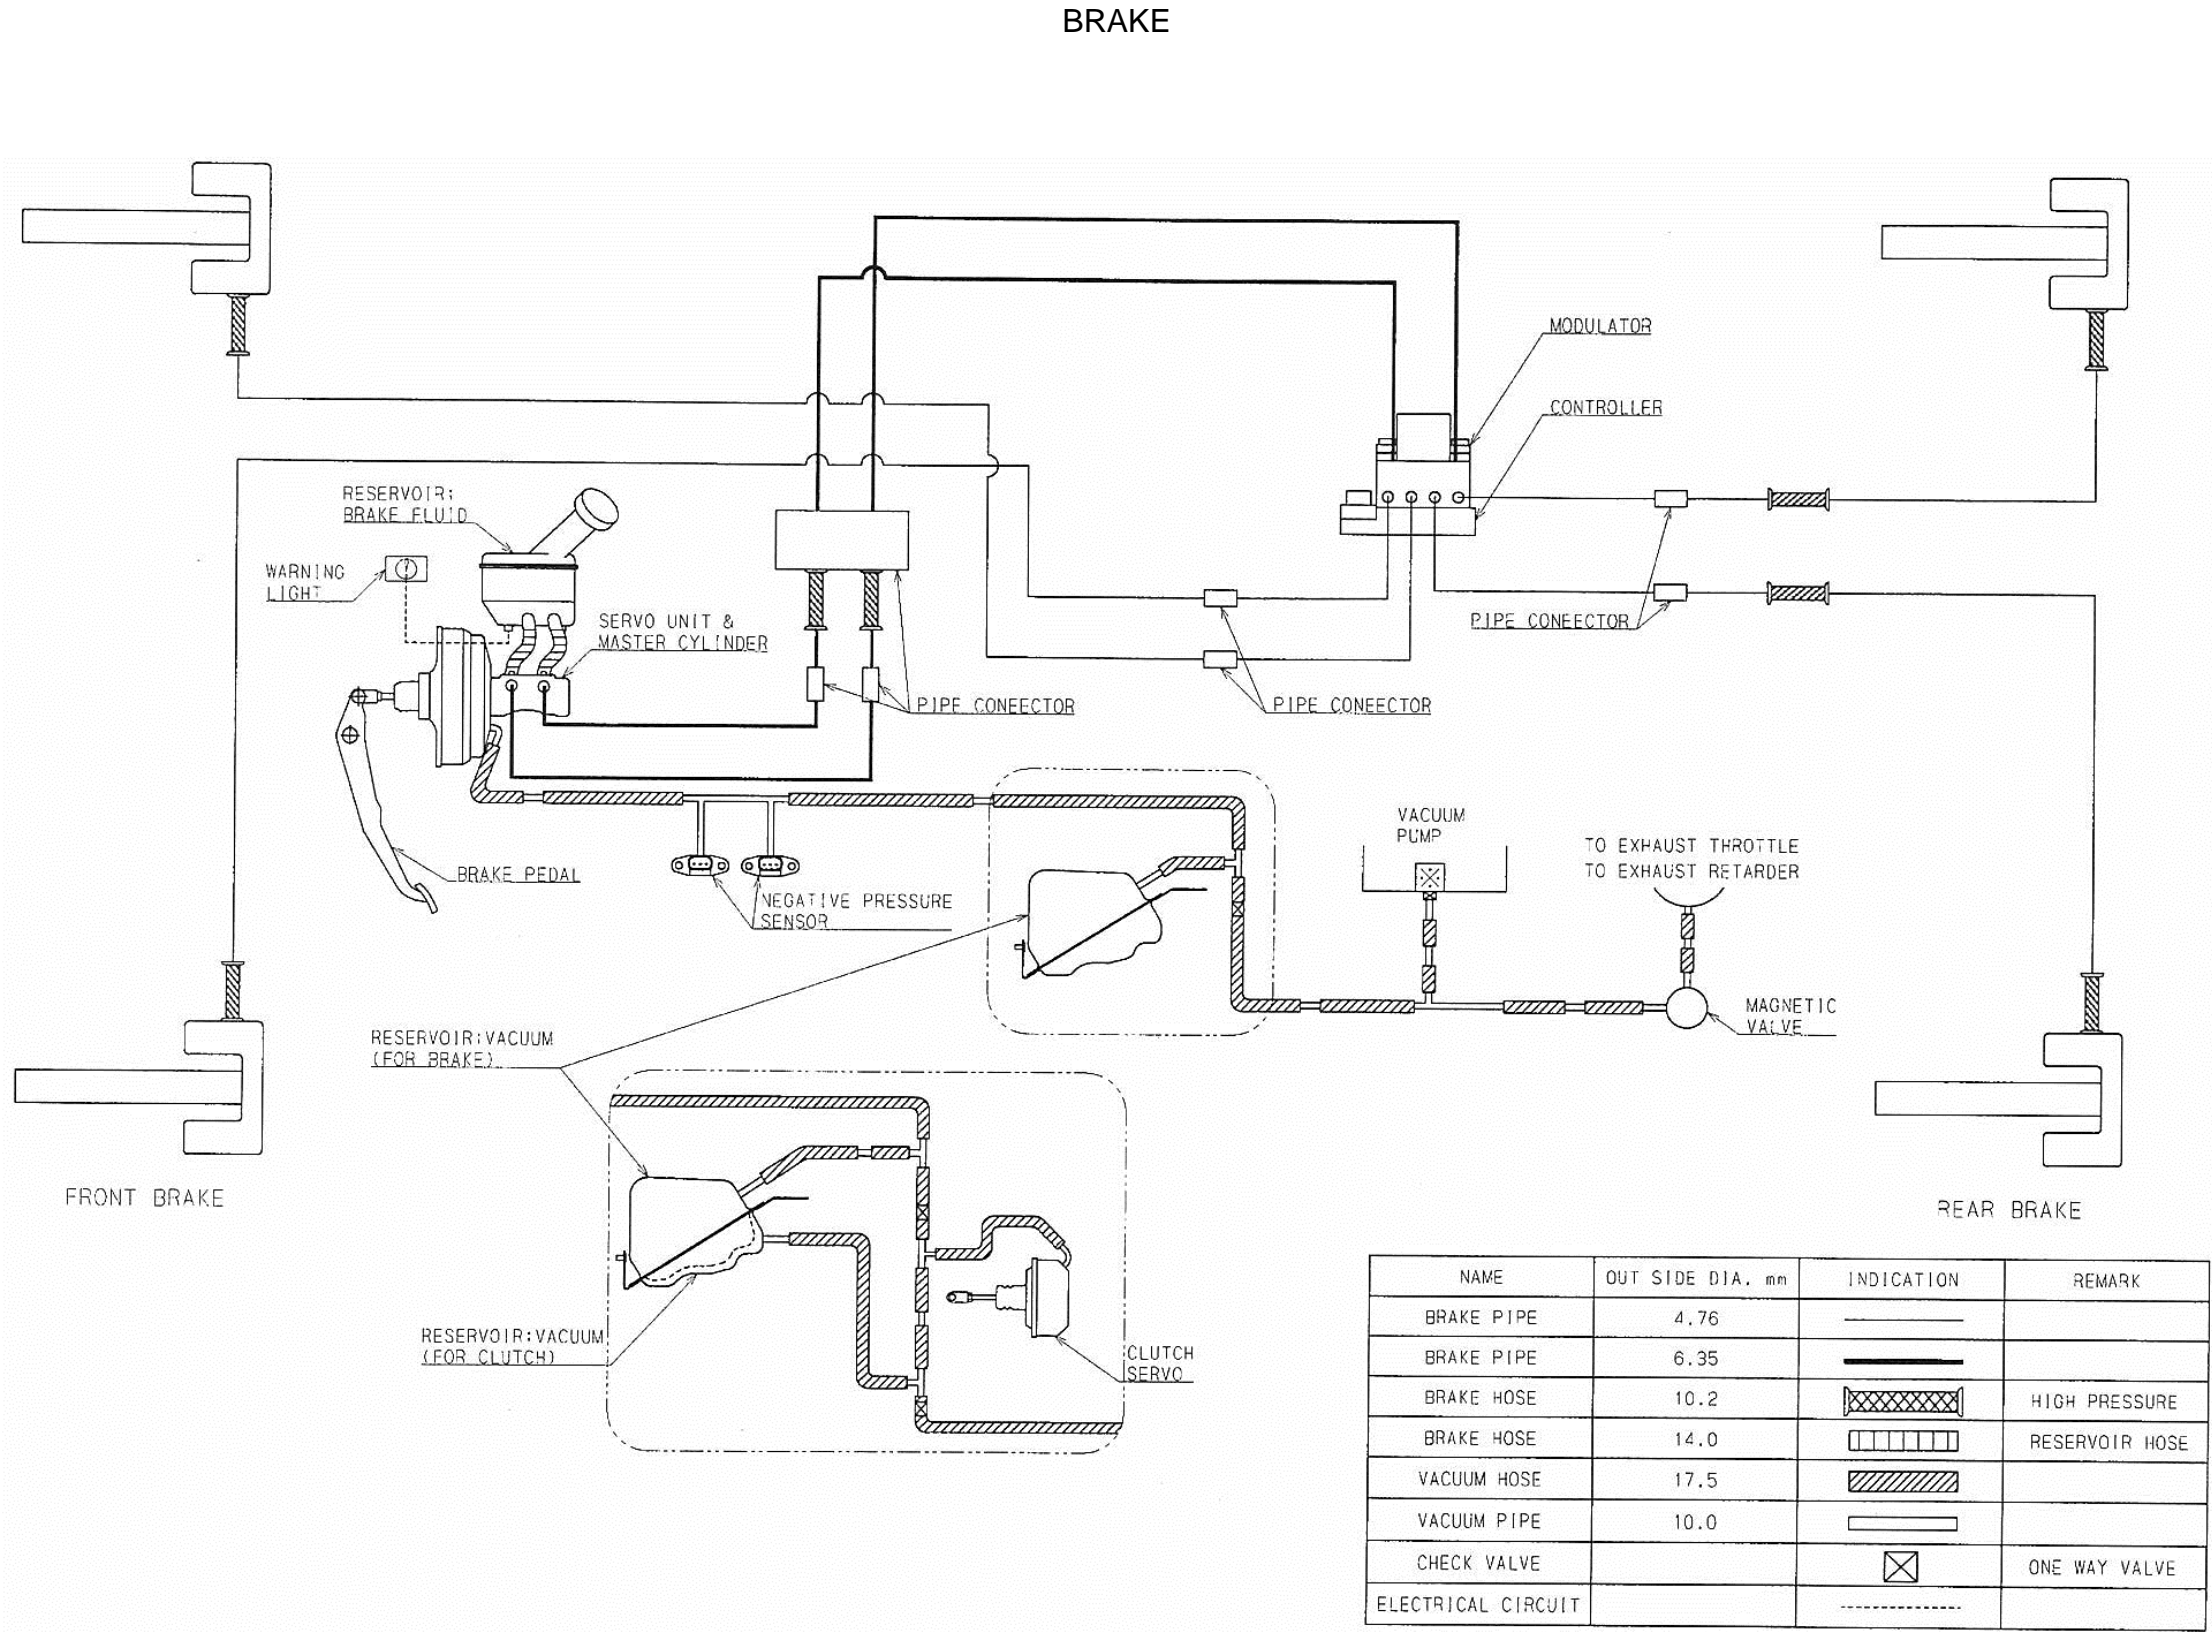 BRAKE
MODULATOR
CONTROLLER
RESERVOIR;
BRAKE FLUID
WARNING
LIGHT
SERVO UNIT &
MASTER CYLINDER
PIPE CONEECTOR
PIPE CONEECTOR
PIPE CONEECTOR
VACUUM
PUMP
TO EXHAUST THROTTLE
TO EXHAUST RETARDER
BRAKE PEDAL
NEGATIVE PRESSURE
SENSOR
MAGNETIC
VALVE
RESERVOIR;VACUUM
(FOR BRAKE)
FRONT BRAKE
REAR BRAKE
RESERVOIR;VACUUM
(FOR CLUTCH)
CLUTCH
SERVO
NAME OUT SIDE DIA. mm INDICATION REMARK
BRAKE PIPE 4.76
BRAKE PIPE 6.35
BRAKE HOSE 10.2 HIGH PRESSURE
BRAKE HOSE 14.0 RESERVOIR HOSE
VACUUM HOSE 17.5
VACUUM PIPE 10.0
CHECK VALVE ONE WAY VALVE
ELECTRICAL CIRCUIT